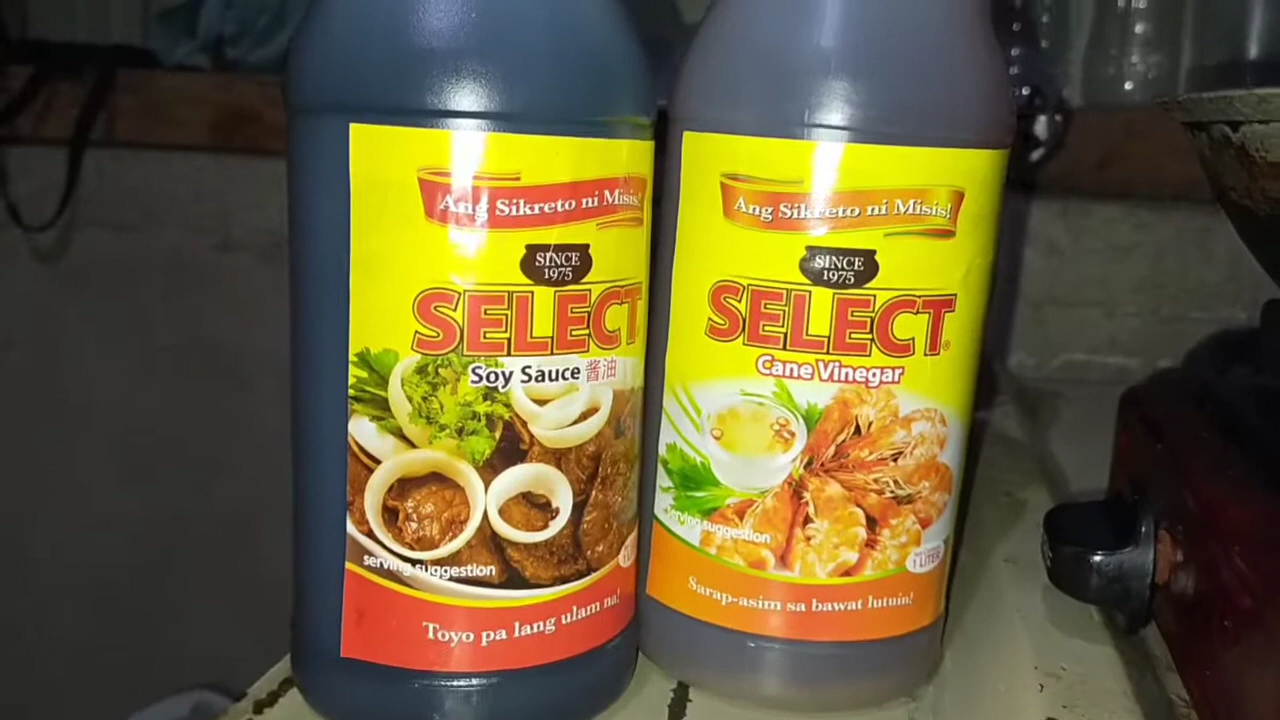 Ang Sikreto ni Misis!
SINCE
1975
SELECT
Soy Sauce 酱油
serving suggestion
Toyo pa lang ulam na!
Ang Sikreto ni Misis!
SINCE
1975
SELECT®
Cane Vinegar
serving suggestion
1 LITER
Sarap-asim sa bawat lutuin!